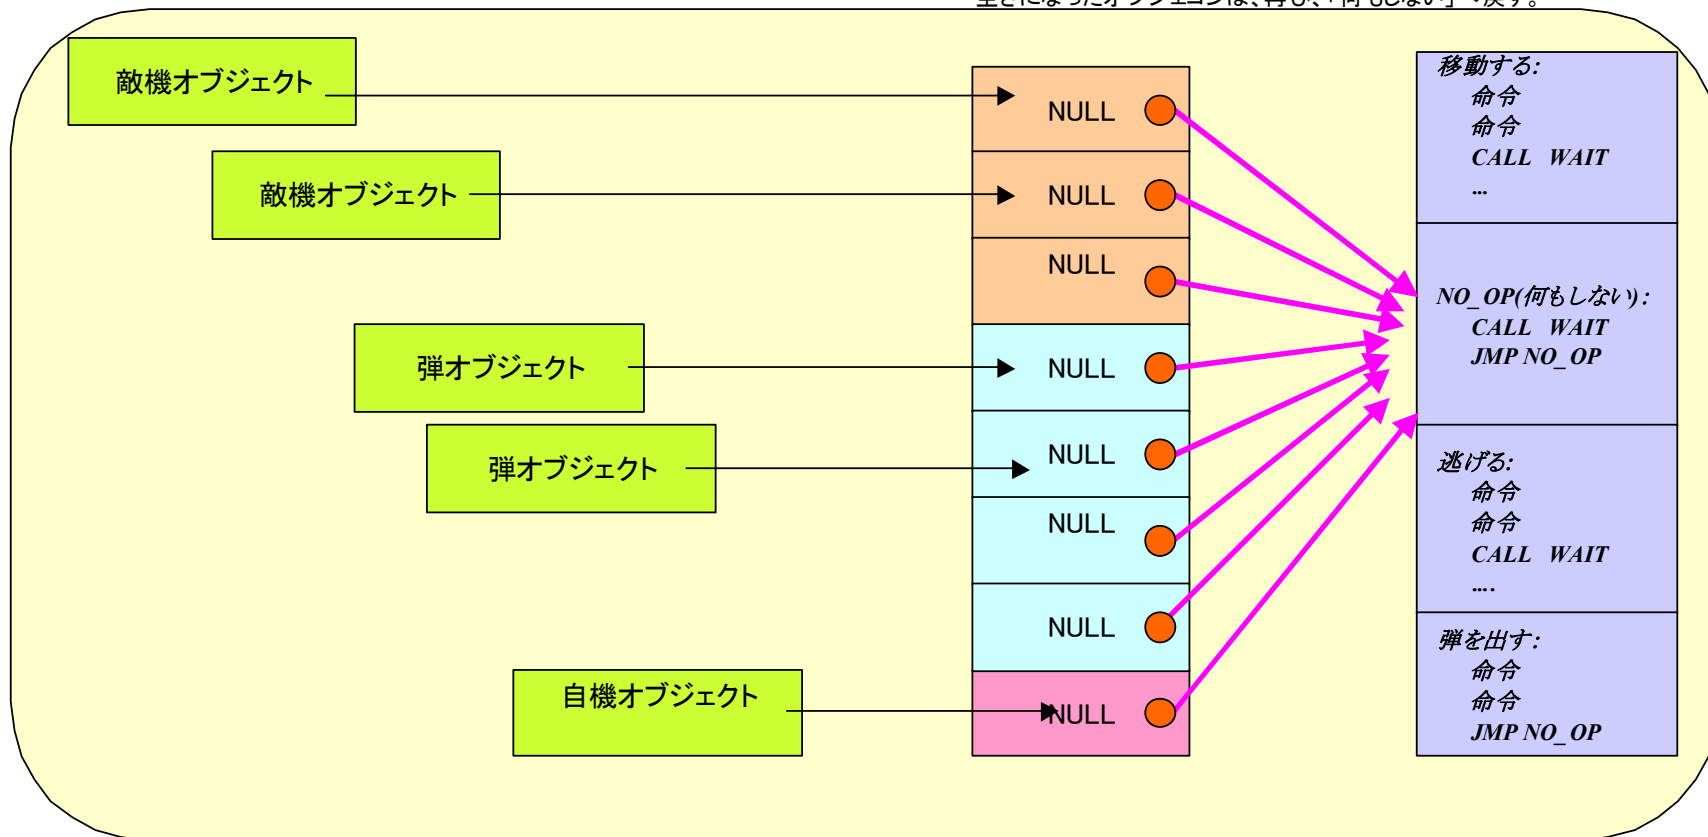 敵機オブジェクト
敵機オブジェクト
弾オブジェクト
弾オブジェクト
自機オブジェクト
NULL
NULL
NULL
NULL
NULL
NULL
NULL
NULL
移動する:
命令
命令
CALL WAIT
...
NO_OP(何もしない):
CALL WAIT
JMP NO_OP
逃げる:
命令
命令
CALL WAIT
....
弾を出す:
命令
命令
JMP NO_OP